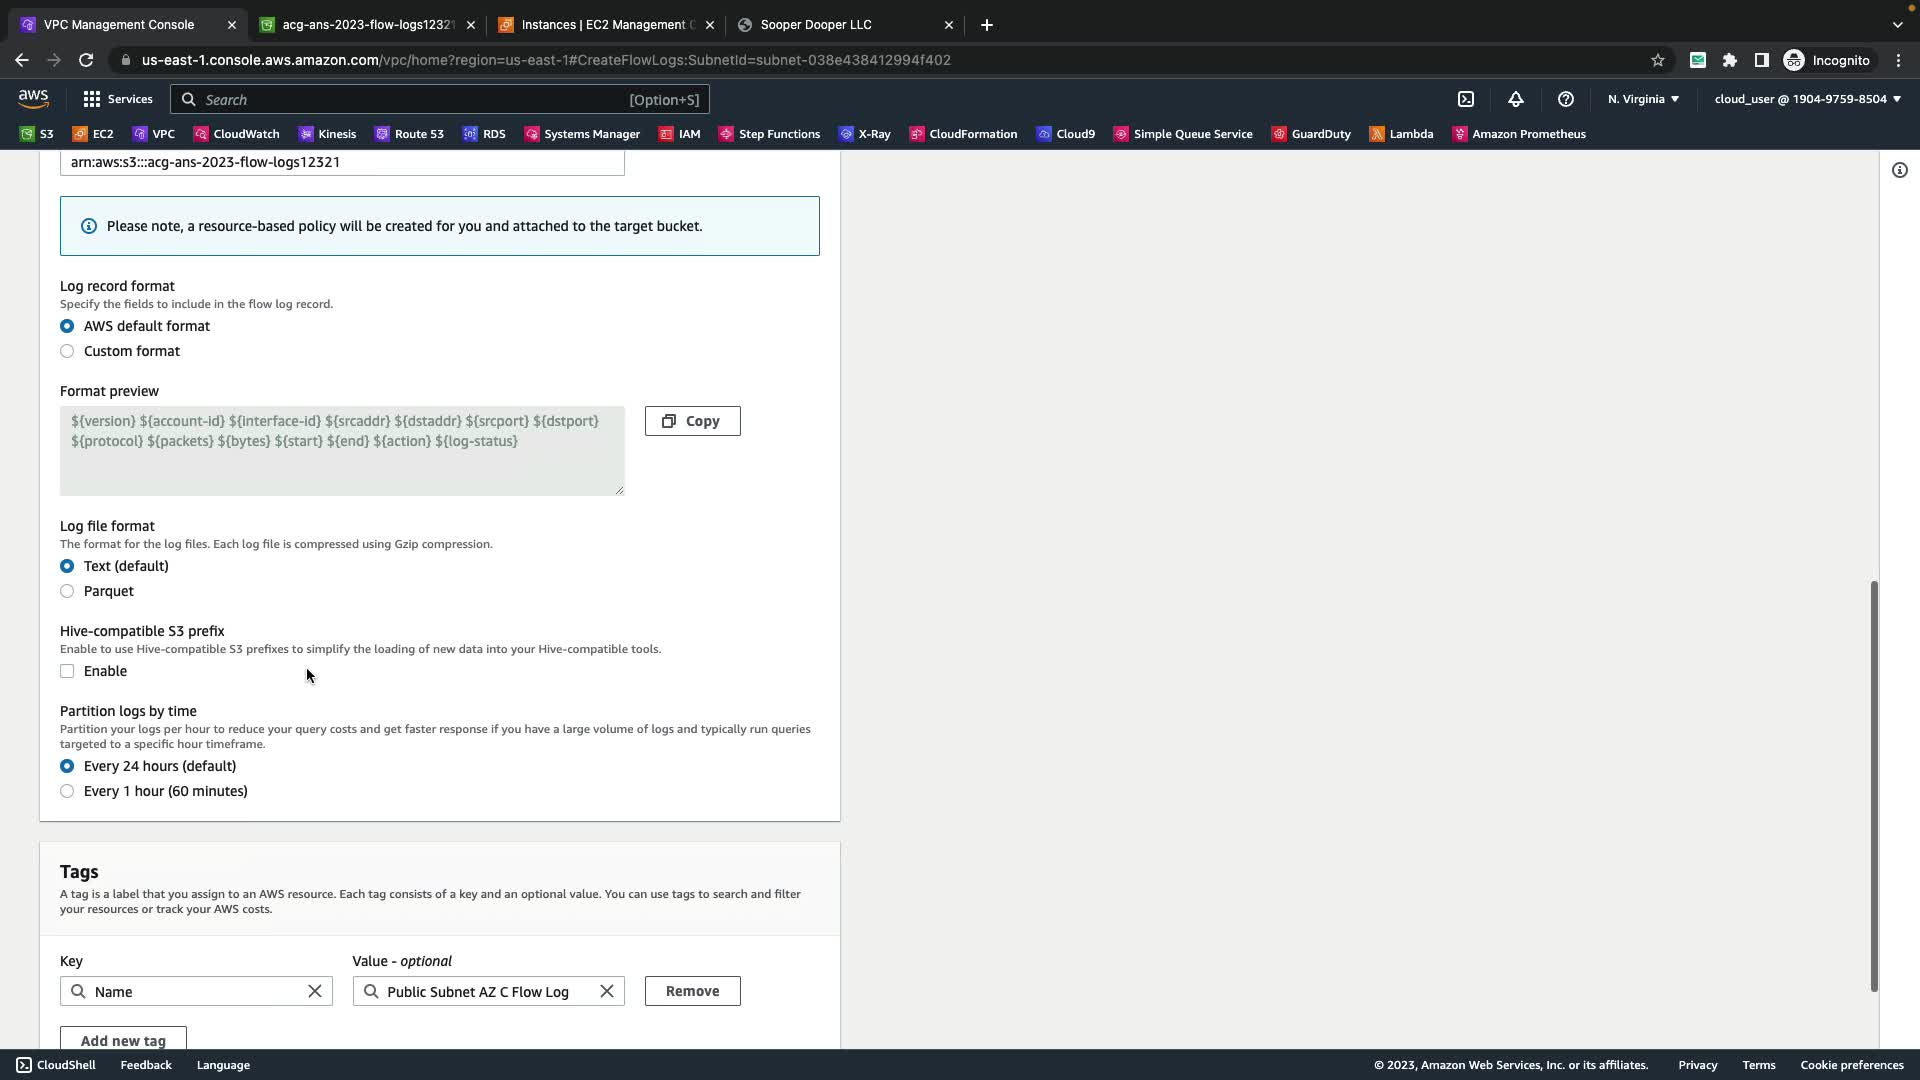 VPC Management Console
acg-ans-2023-flow-logs12321
Instances | EC2 Management C
Sooper Dooper LLC
us-east-1.console.aws.amazon.com/vpc/home?region=us-east-1#CreateFlowLogs:SubnetId=subnet-038e438412994f402
Incognito
aws
Services
Search
[Option+S]
N. Virginia
cloud_user @ 1904-9759-8504
S3
EC2
VPC
CloudWatch
Kinesis
Route 53
RDS
Systems Manager
IAM
Step Functions
X-Ray
CloudFormation
Cloud9
Simple Queue Service
GuardDuty
Lambda
Amazon Prometheus
arn:aws:s3:::acg-ans-2023-flow-logs12321
Please note, a resource-based policy will be created for you and attached to the target bucket.
Log record format
Specify the fields to include in the flow log record.
AWS default format
Custom format
Format preview
${version} ${account-id} ${interface-id} ${srcaddr} ${dstaddr} ${srcport} ${dstport}
${protocol} ${packets} ${bytes} ${start} ${end} ${action} ${log-status}
Copy
Log file format
The format for the log files. Each log file is compressed using Gzip compression.
Text (default)
Parquet
Hive-compatible S3 prefix
Enable to use Hive-compatible S3 prefixes to simplify the loading of new data into your Hive-compatible tools.
Enable
Partition logs by time
Partition your logs per hour to reduce your query costs and get faster response if you have a large volume of logs and typically run queries
targeted to a specific hour timeframe.
Every 24 hours (default)
Every 1 hour (60 minutes)
Tags
A tag is a label that you assign to an AWS resource. Each tag consists of a key and an optional value. You can use tags to search and filter
your resources or track your AWS costs.
Key
Value - optional
Name
Public Subnet AZ C Flow Log
Remove
Add new tag
CloudShell
Feedback
Language
© 2023, Amazon Web Services, Inc. or its affiliates.
Privacy
Terms
Cookie preferences